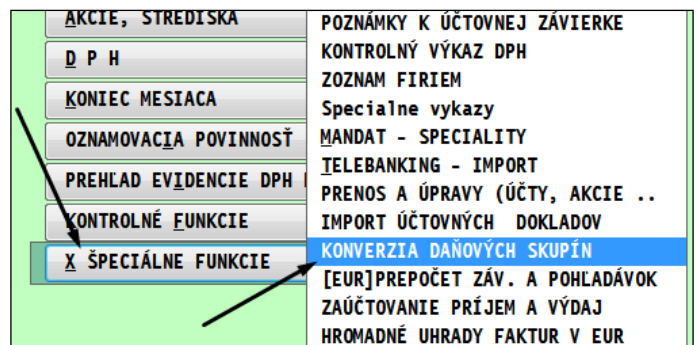 AKCIE, STREDISKA
D P H
KONIEC MESIACA
OZNAMOVACIA POVINNOSŤ
PREHĽAD EVIDENCIE DPH
KONTROLNÉ FUNKCIE
X ŠPECIÁLNE FUNKCIE
POZNÁMKY K ÚČTOVNEJ ZÁVIERKE
KONTROLNÝ VÝKAZ DPH
ZOZNAM FIRIEM
Specialne vykazy
MANDAT - SPECIALITY
TELEBANKING - IMPORT
PRENOS A ÚPRAVY (ÚČTY, AKCIE ..
IMPORT ÚČTOVNÝCH  DOKLADOV
KONVERZIA DAŇOVÝCH SKUPÍN
[EUR]PREPOČET ZÁV. A POHĽADÁVOK
ZAÚČTOVANIE PRÍJEM A VÝDAJ
HROMADNÉ UHRADY FAKTUR V EUR